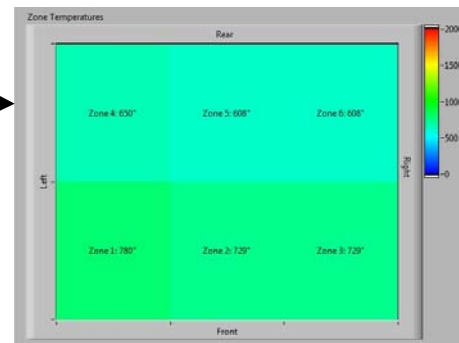 Zone Temperatures
Rear
Zone 4: 650°
Zone 5: 608°
Zone 6: 608°
Left
Right
Zone 1: 780°
Zone 2: 729°
Zone 3: 729°
Front
2000
1500
1000
500
0